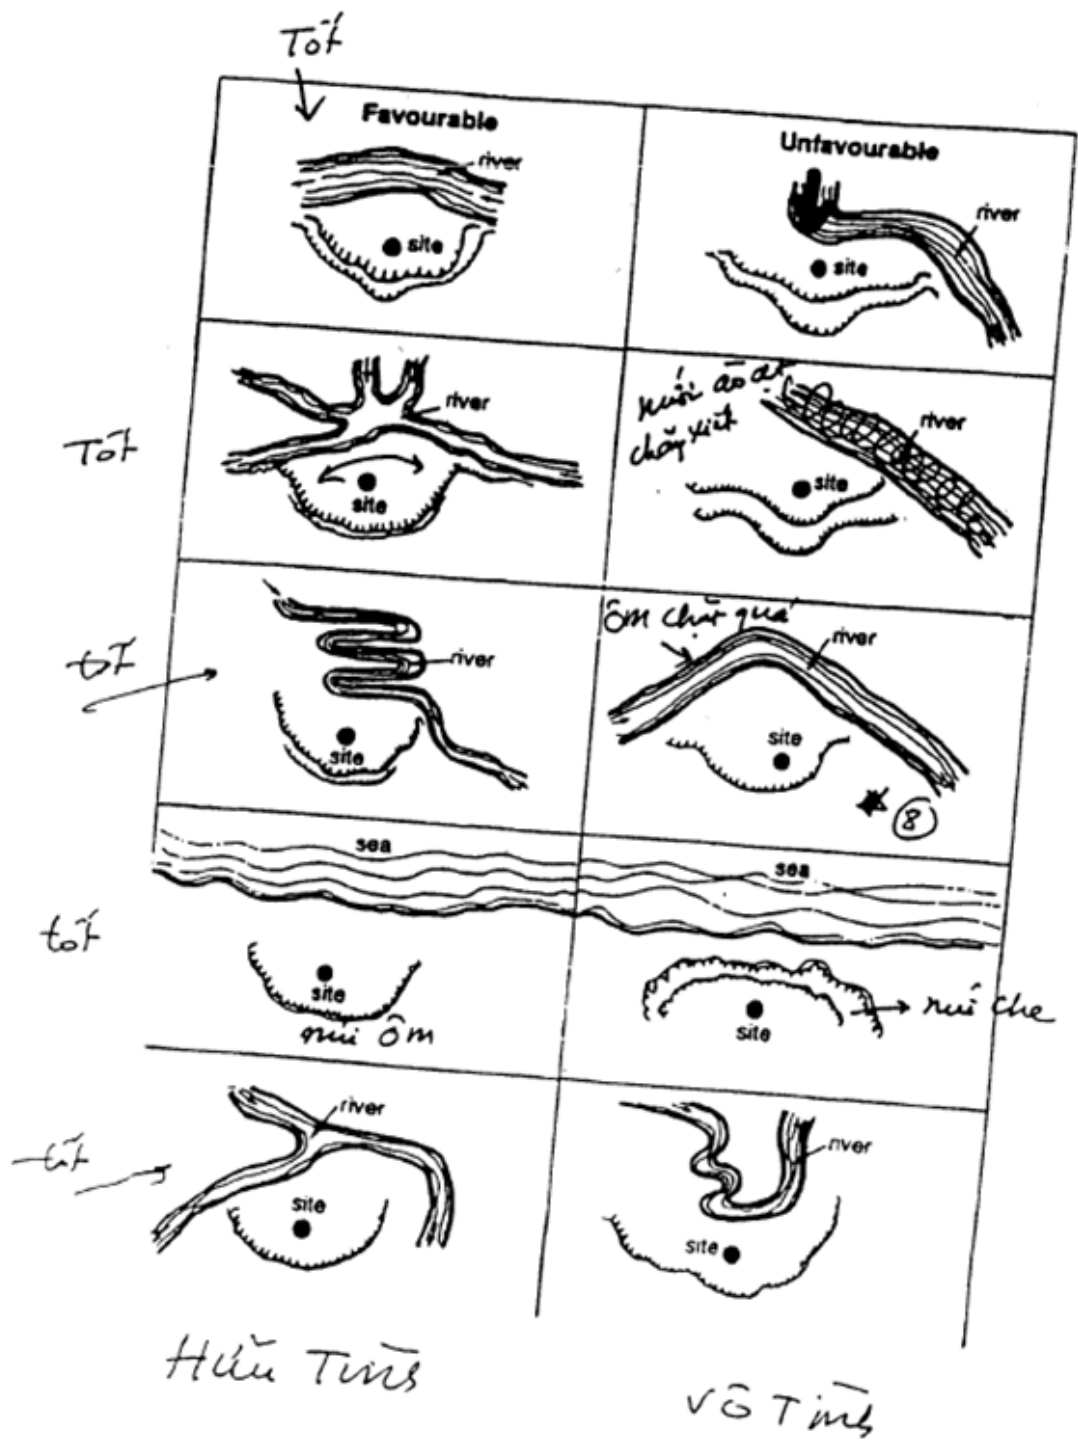 Tốt
Favourable
Unfavourable
river
river
site
site
Tốt
river
nước ào ạt
chảy xiết
river
site
site
tốt
river
ôm chặt quá
river
site
site
8
sea
sea
tốt
site
núi ôm
site
núi che
tốt
river
river
site
site
Hữu Tình
Vô Tình